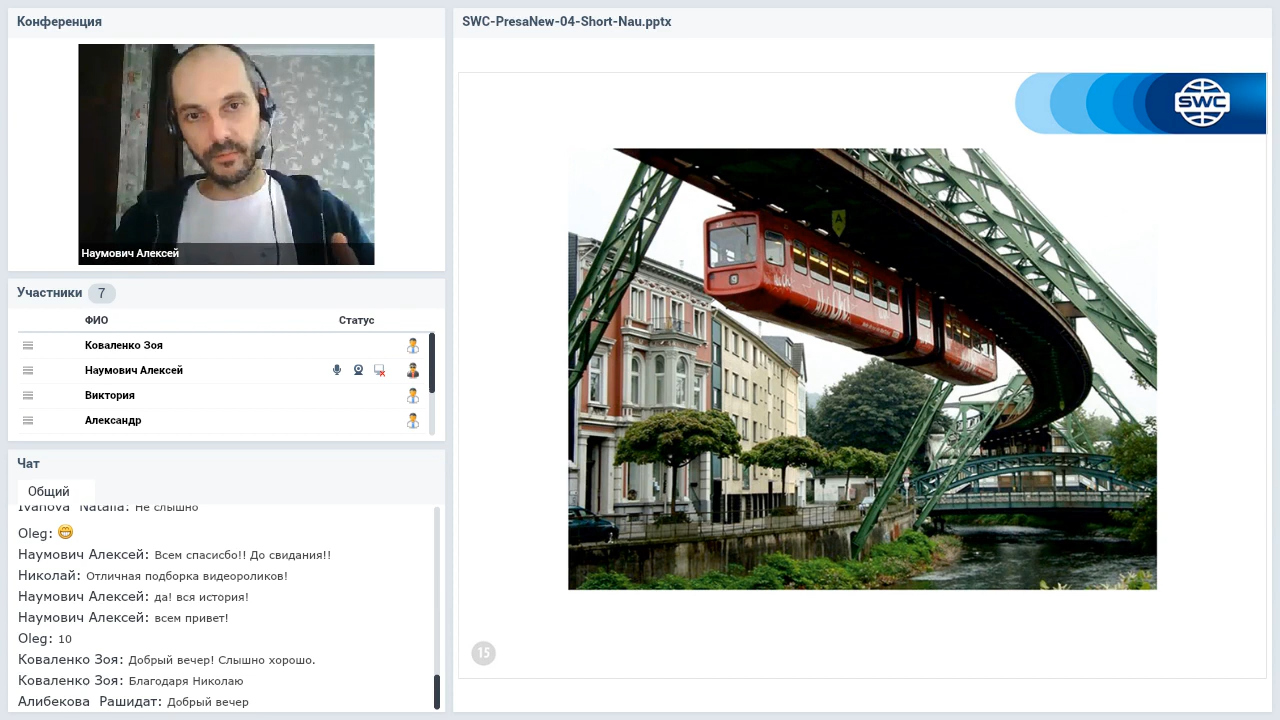 Конференция
Наумович Алексей
Участники 7
ФИО Статус
Коваленко Зоя
Наумович Алексей
Виктория
Александр
Чат
Общий
Ivanova Natalia: Не слышно
Oleg: 😁
Наумович Алексей: Всем спасисбо!! До свидания!!
Николай: Отличная подборка видеороликов!
Наумович Алексей: да! вся история!
Наумович Алексей: всем привет!
Oleg: 10
Коваленко Зоя: Добрый вечер! Слышно хорошо.
Коваленко Зоя: Благодаря Николаю
Алибекова Рашидат: Добрый вечер
SWC-PresaNew-04-Short-Nau.pptx
SWC
A
9
15